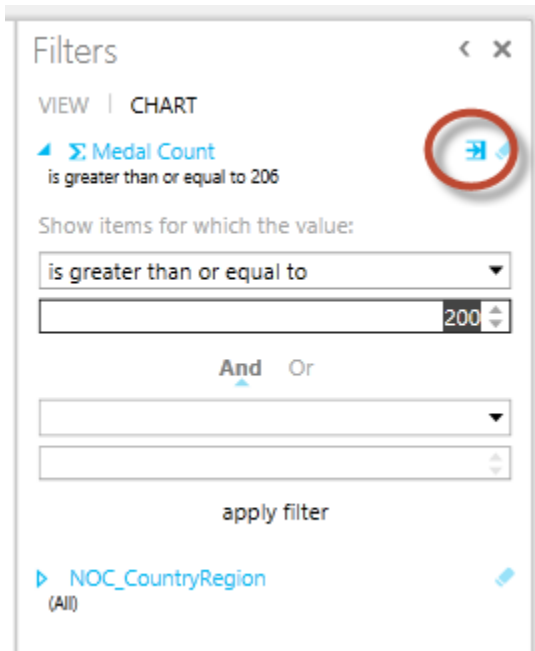 Filters
VIEW | CHART
Σ Medal Count
is greater than or equal to 206
Show items for which the value:
is greater than or equal to
200
And Or
apply filter
NOC_CountryRegion
(All)